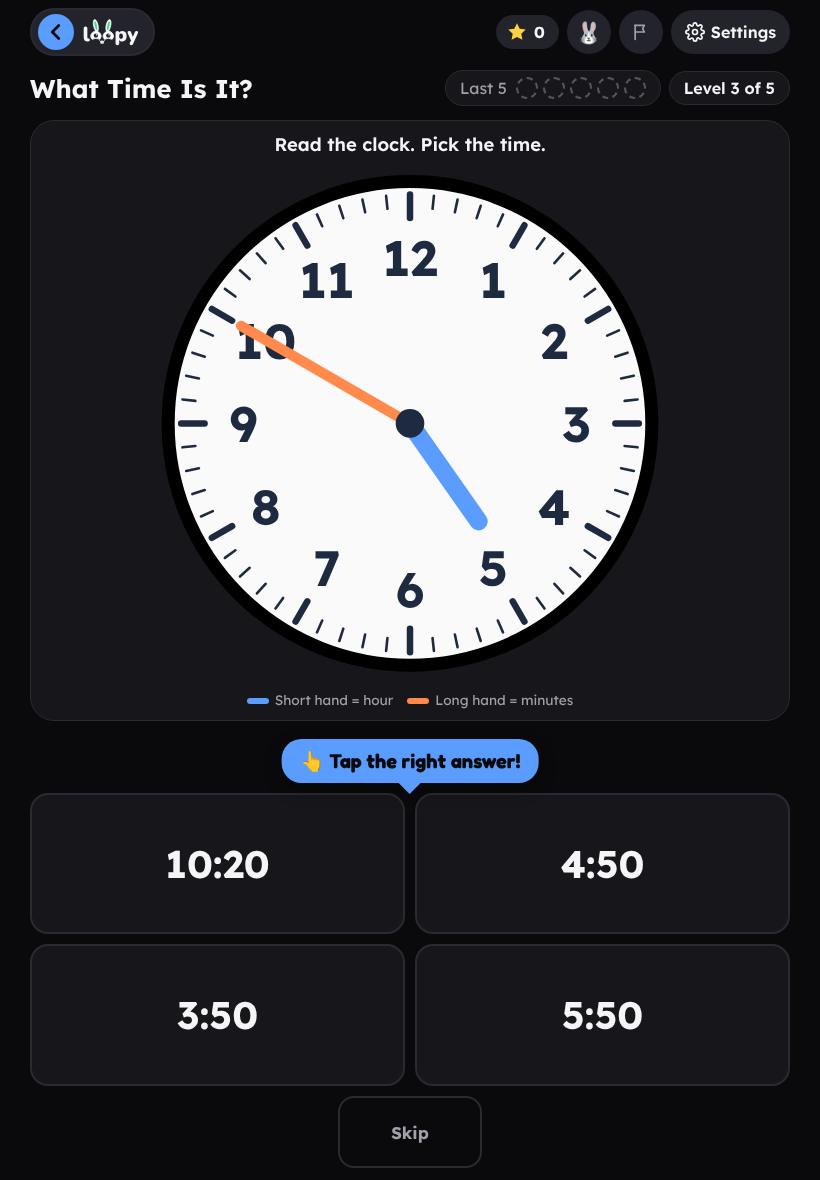 loopy
⭐ 0
Settings
What Time Is It?
Last 5
Level 3 of 5
Read the clock. Pick the time.
12
11
1
10
2
9
3
8
4
7
5
6
Short hand = hour
Long hand = minutes
👆 Tap the right answer!
10:20
4:50
3:50
5:50
Skip